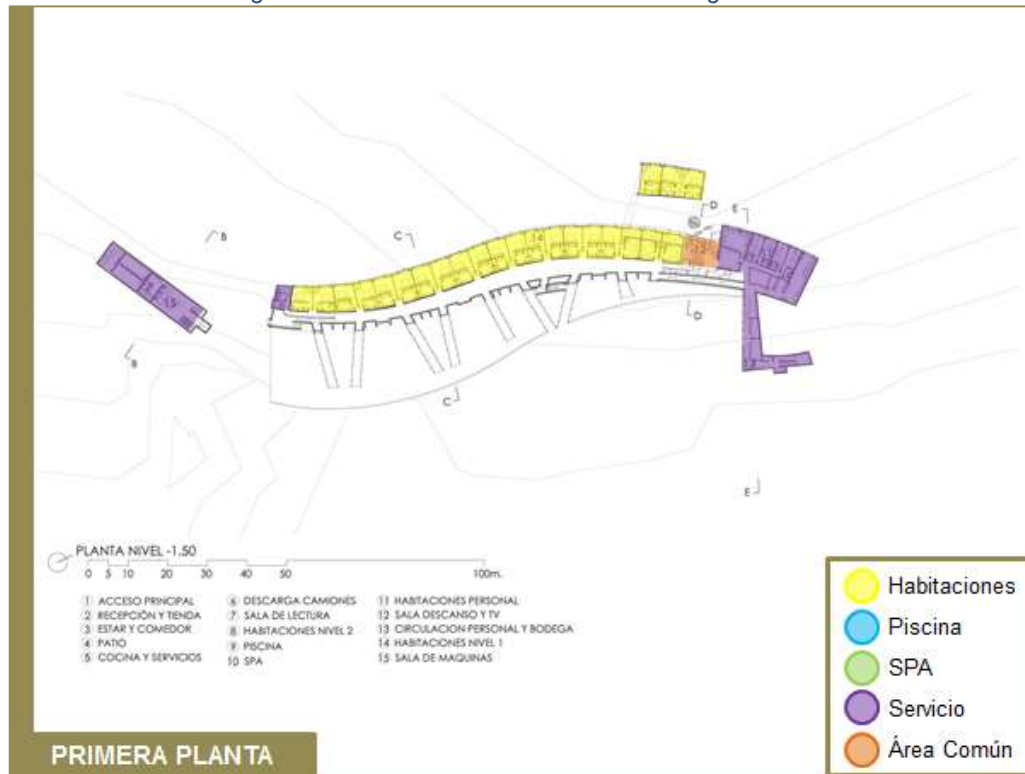 B
C
D
E
14
B
D
B
C
E
PLANTA NIVEL -1.50
0 5 10 20 30 40 50 100m.
1 ACCESO PRINCIPAL
2 RECEPCIÓN Y TIENDA
3 ESTAR Y COMEDOR
4 PATIO
5 COCINA Y SERVICIOS
6 DESCARGA CAMIONES
7 SALA DE LECTURA
8 HABITACIONES NIVEL 2
9 PISCINA
10 SPA
11 HABITACIONES PERSONAL
12 SALA DESCANSO Y TV
13 CIRCULACION PERSONAL Y BODEGA
14 HABITACIONES NIVEL 1
15 SALA DE MAQUINAS
Habitaciones
Piscina
SPA
Servicio
Área Común
PRIMERA PLANTA